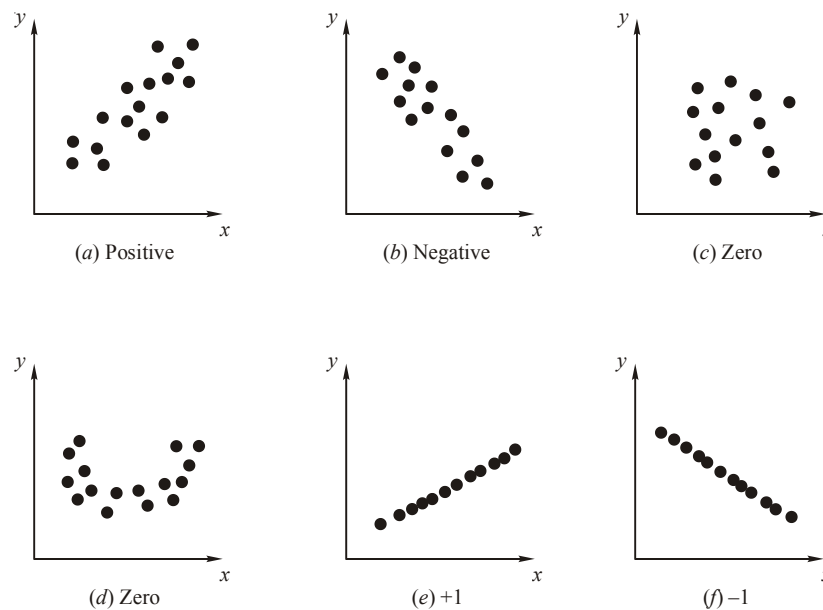 y
y
y
x
x
(a) Positive
(b) Negative
(c) Zero
y
y
y
x
x
(d) Zero
(e) +1
(f) –1